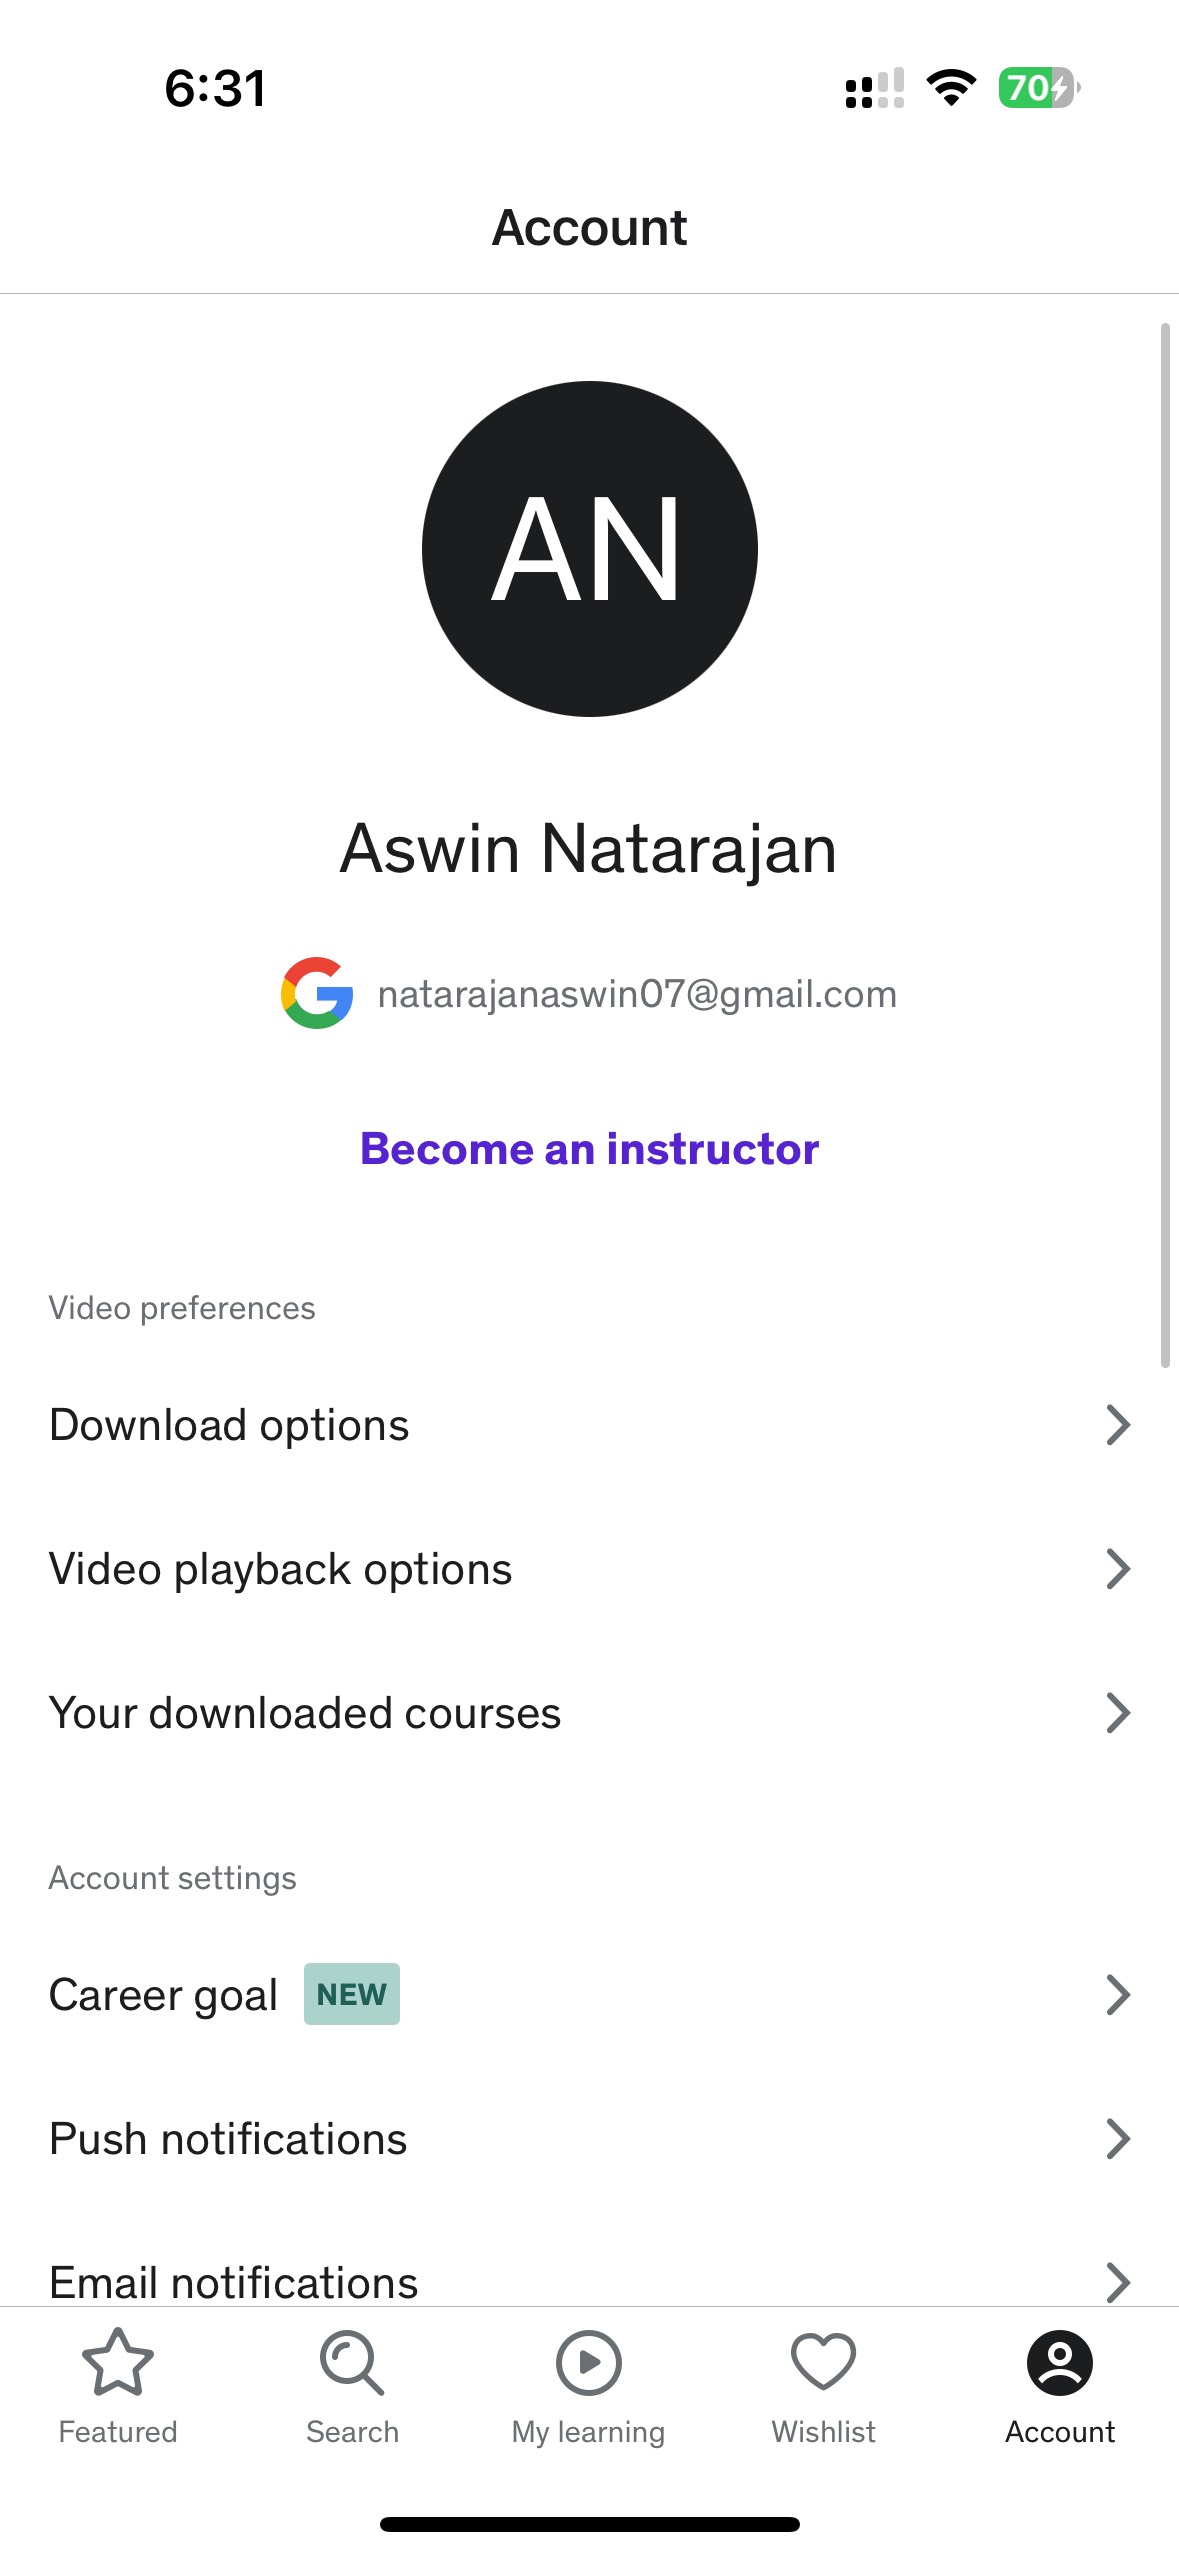 6:31
70
Account
AN
Aswin Natarajan
natarajanaswin07@gmail.com
Become an instructor
Video preferences
Download options
Video playback options
Your downloaded courses
Account settings
Career goal NEW
Push notifications
Email notifications
Featured Search My learning Wishlist Account